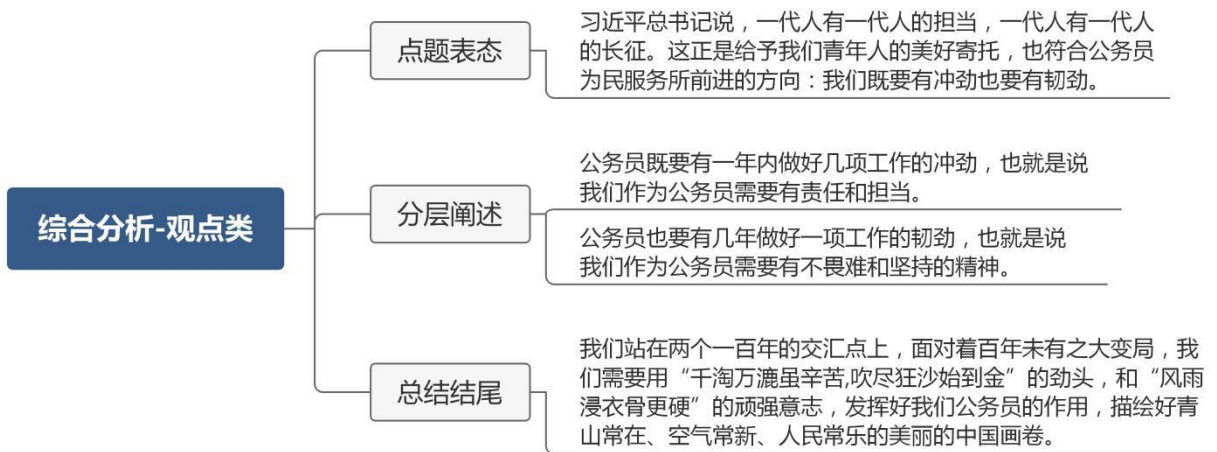 综合分析-观点类
点题表态
习近平总书记说，一代人有一代人的担当，一代人有一代人
的长征。这正是给予我们青年人的美好寄托，也符合公务员
为民服务所前进的方向：我们既要有冲劲也要有韧劲。
分层阐述
公务员既要有一年内做好几项工作的冲劲，也就是说
我们作为公务员需要有责任和担当。
公务员也要有几年做好一项工作的韧劲，也就是说
我们作为公务员需要有不畏难和坚持的精神。
总结结尾
我们站在两个一百年的交汇点上，面对着百年未有之大变局，我
们需要用“千淘万漉虽辛苦,吹尽狂沙始到金”的劲头，和“风雨
浸衣骨更硬”的顽强意志，发挥好我们公务员的作用，描绘好青
山常在、空气常新、人民常乐的美丽的中国画卷。